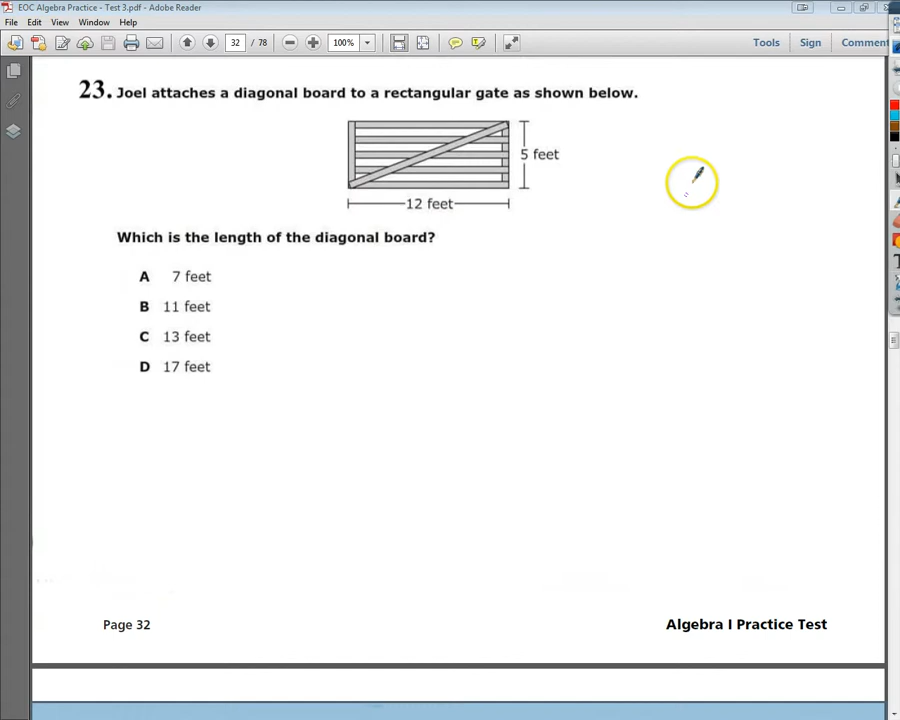 EOC Algebra Practice - Test 3.pdf - Adobe Reader
File Edit View Window Help
32 / 78 100% Tools Sign Comment
23. Joel attaches a diagonal board to a rectangular gate as shown below.
5 feet
12 feet
Which is the length of the diagonal board?
A 7 feet
B 11 feet
C 13 feet
D 17 feet
Page 32 Algebra I Practice Test